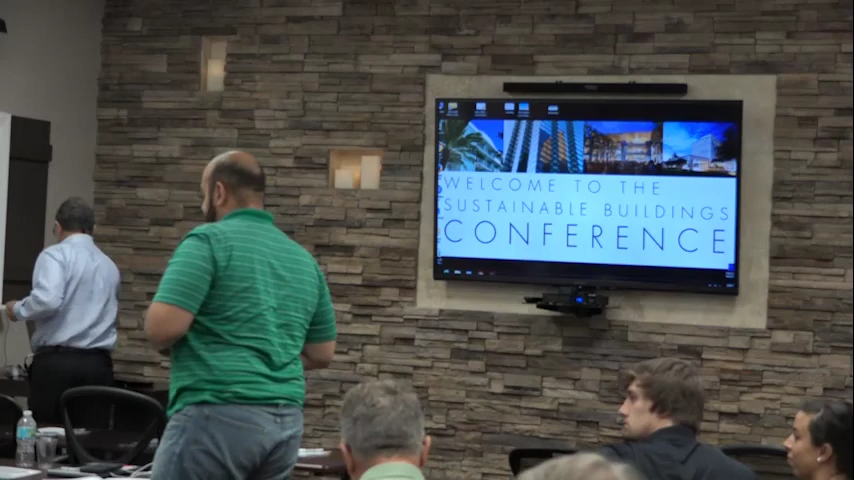 WELCOME TO THE
SUSTAINABLE BUILDINGS
CONFERENCE